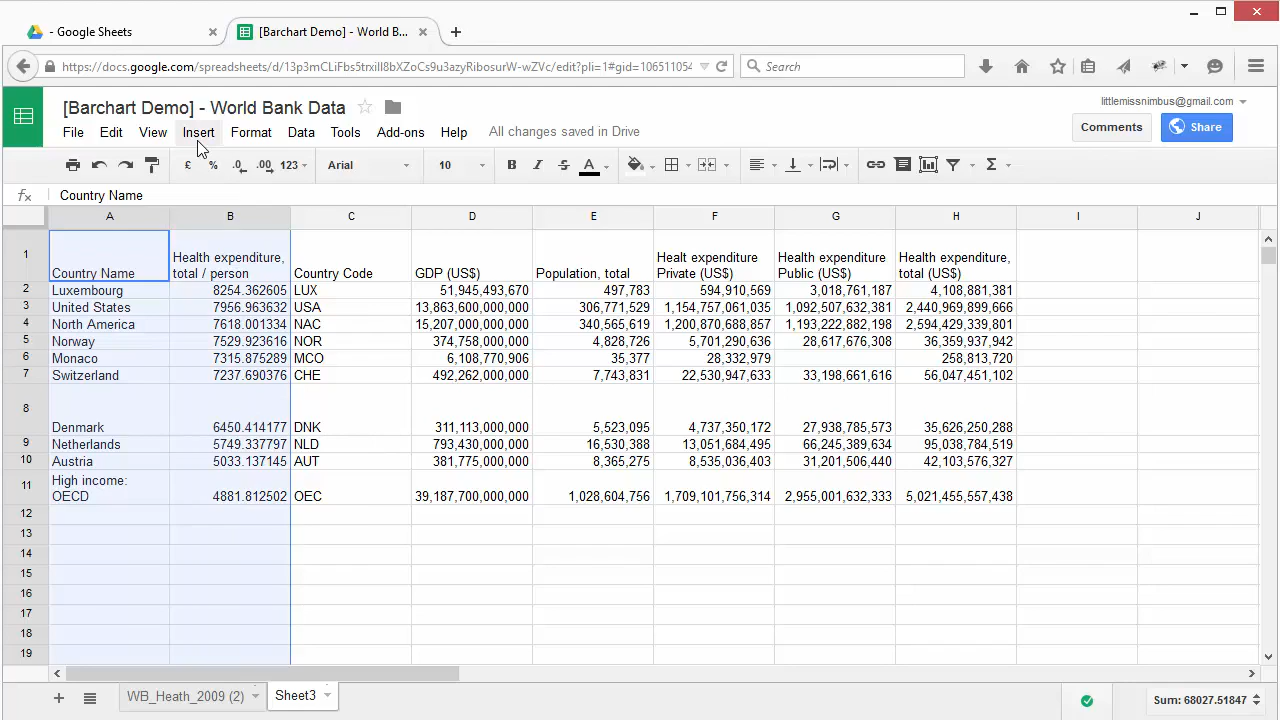 - Google Sheets
[Barchart Demo] - World B...
https://docs.google.com/spreadsheets/d/13p3mCLiFbs5trxill8bXZoCs9u3azyRibosurW-wZVc/edit?pli=1#gid=106511054
Search
[Barchart Demo] - World Bank Data
littlemissnimbus@gmail.com
File Edit View Insert Format Data Tools Add-ons Help All changes saved in Drive
Comments Share
£ % .0 .00 123 Arial 10 B I S A Σ
fx Country Name
A B C D E F G H I J
1 Country Name Health expenditure, total / person Country Code GDP (US$) Population, total Healt expenditure Private (US$) Health expenditure Public (US$) Health expenditure, total (US$)
2 Luxembourg 8254.362605 LUX 51,945,493,670 497,783 594,910,569 3,018,761,187 4,108,881,381
3 United States 7956.963632 USA 13,863,600,000,000 306,771,529 1,154,757,061,035 1,092,507,632,381 2,440,969,899,666
4 North America 7618.001334 NAC 15,207,000,000,000 340,565,619 1,200,870,688,857 1,193,222,882,198 2,594,429,339,801
5 Norway 7529.923616 NOR 374,758,000,000 4,828,726 5,701,290,636 28,617,676,308 36,359,937,942
6 Monaco 7315.875289 MCO 6,108,770,906 35,377 28,332,979 258,813,720
7 Switzerland 7237.690376 CHE 492,262,000,000 7,743,831 22,530,947,633 33,198,661,616 56,047,451,102
8 Denmark 6450.414177 DNK 311,113,000,000 5,523,095 4,737,350,172 27,938,785,573 35,626,250,288
9 Netherlands 5749.337797 NLD 793,430,000,000 16,530,388 13,051,684,495 66,245,389,634 95,038,784,519
10 Austria 5033.137145 AUT 381,775,000,000 8,365,275 8,535,036,403 31,201,506,440 42,103,576,327
11 High income: OECD 4881.812502 OEC 39,187,700,000,000 1,028,604,756 1,709,101,756,314 2,955,001,632,333 5,021,455,557,438
12
13
14
15
16
17
18
19
WB_Heath_2009 (2) Sheet3 Sum: 68027.51847